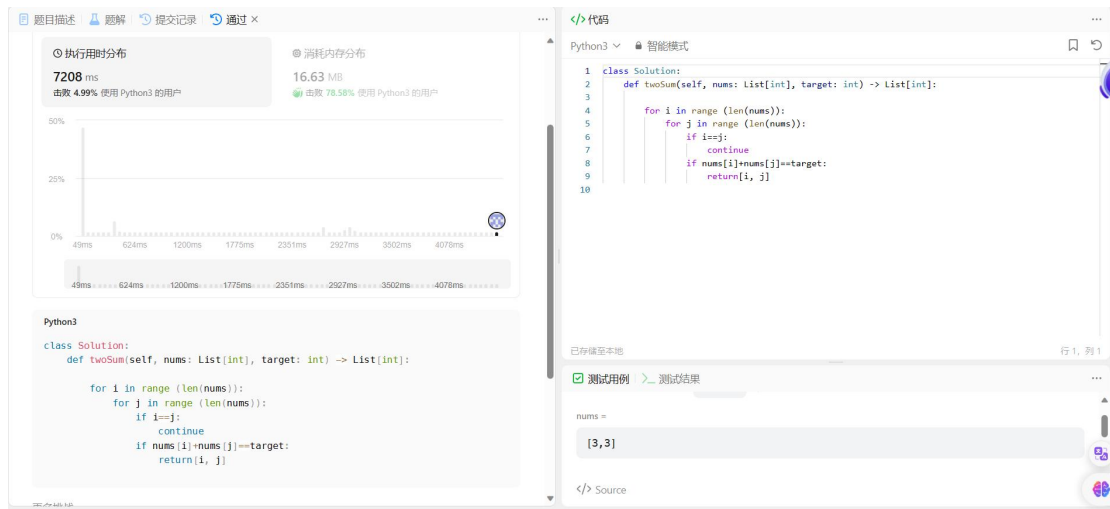 题目描述 题解 提交记录 通过 ×
执行用时分布
7208 ms
击败 4.99% 使用 Python3 的用户
消耗内存分布
16.63 MB
击败 78.58% 使用 Python3 的用户
50%
25%
0%
49ms 624ms 1200ms 1775ms 2351ms 2927ms 3502ms 4078ms
49ms 624ms 1200ms 1775ms 2351ms 2927ms 3502ms 4078ms
Python3
class Solution:
    def twoSum(self, nums: List[int], target: int) -> List[int]:
        for i in range (len(nums)):
            for j in range (len(nums)):
                if i==j:
                    continue
                if nums[i]+nums[j]==target:
                    return[i, j]
</> 代码
Python3 智能模式
1 class Solution:
2     def twoSum(self, nums: List[int], target: int) -> List[int]:
3
4         for i in range (len(nums)):
5             for j in range (len(nums)):
6                 if i==j:
7                     continue
8                 if nums[i]+nums[j]==target:
9                     return[i, j]
10
已存储至本地 行 1, 列 1
测试用例 >_ 测试结果
nums =
[3,3]
</> Source